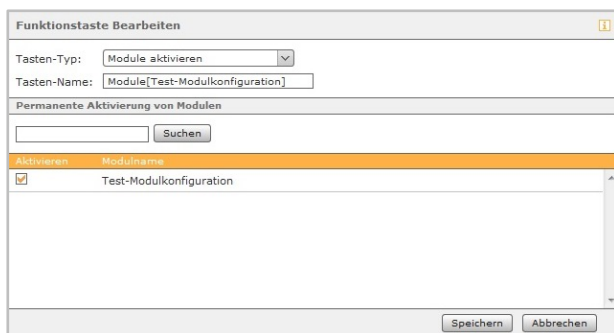 Funktionstaste Bearbeiten
Tasten-Typ: Module aktivieren
Tasten-Name: Module[Test-Modulkonfiguration]
Permanente Aktivierung von Modulen
Suchen
Aktivieren Modulname
Test-Modulkonfiguration
Speichern Abbrechen